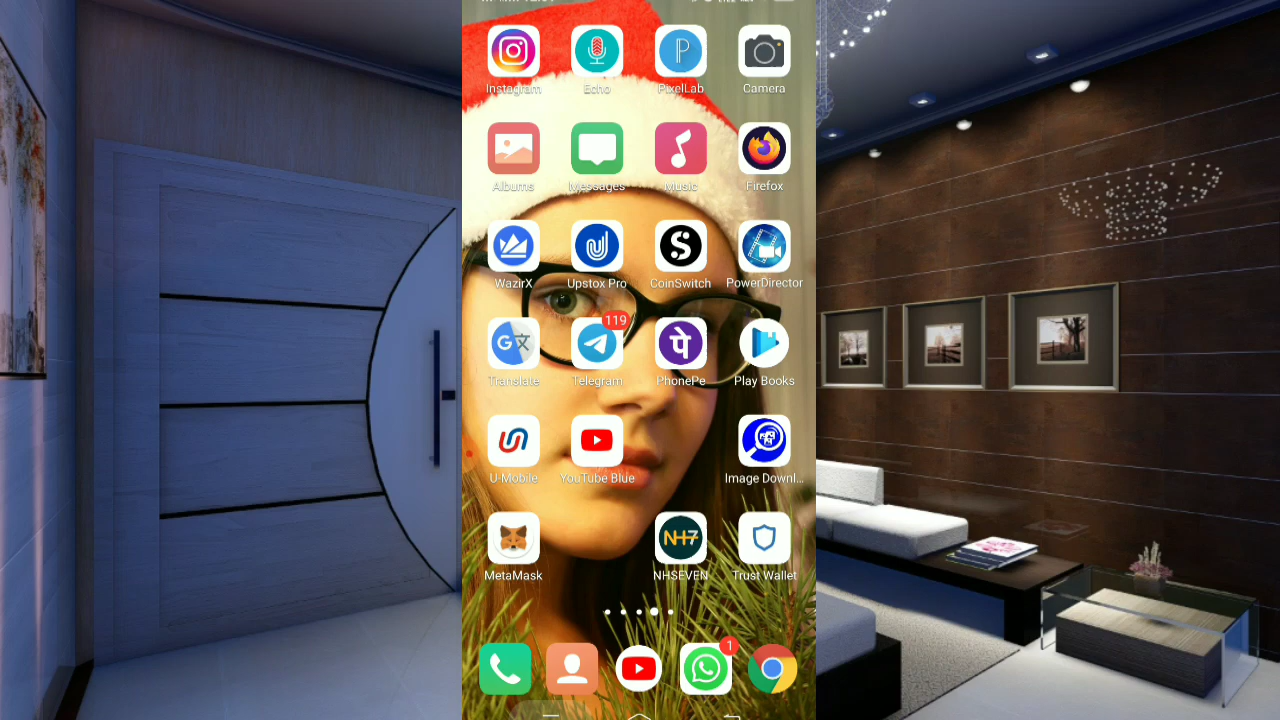 Instagram Echo PixelLab Camera
Albums Messages Music Firefox
WazirX Upstox Pro CoinSwitch PowerDirector
119
Translate Telegram PhonePe Play Books
U-Mobile YouTube Blue Image Downl...
NH7
MetaMask NHSEVEN Trust Wallet
1